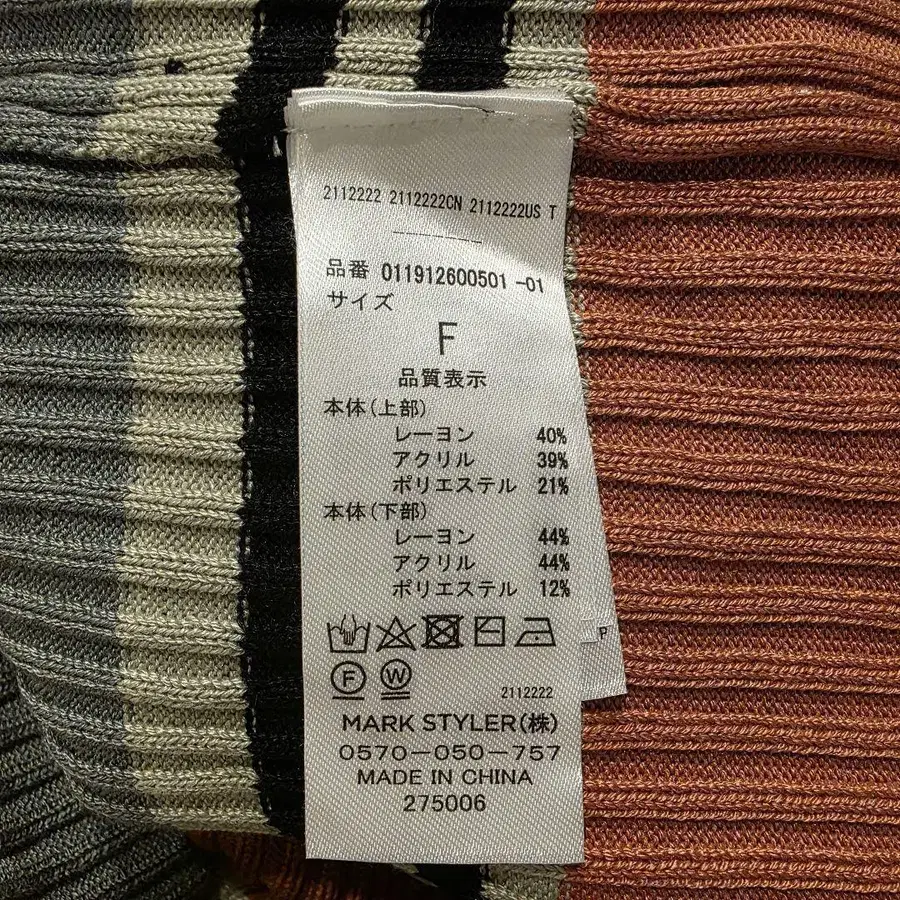 2112222 2112222CN 2112222US T
品番 011912600501 -01
サイズ
F
品質表示
本体(上部)
レーヨン 40%
アクリル 39%
ポリエステル 21%
本体(下部)
レーヨン 44%
アクリル 44%
ポリエステル 12%
P
F W
2112222
MARK STYLER(株)
0570-050-757
MADE IN CHINA
275006